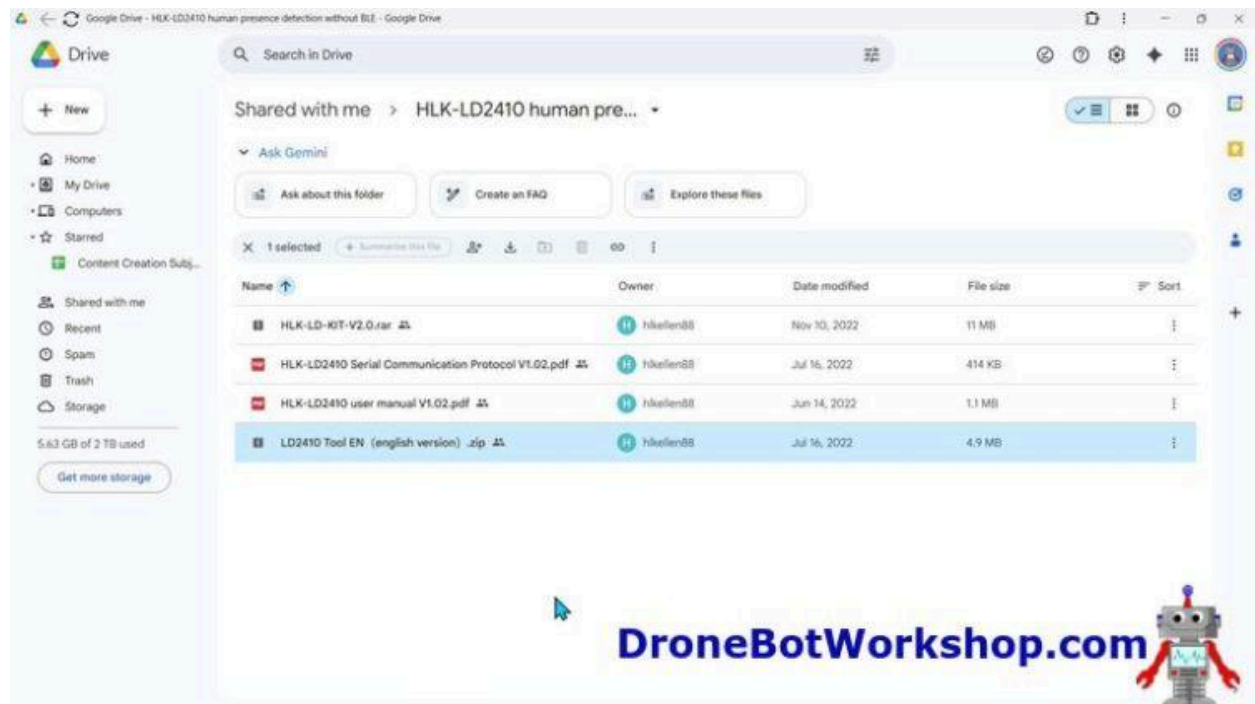 Google Drive - HLK-LD2410 human presence detection without BLE - Google Drive
Drive
Search in Drive
New
Shared with me > HLK-LD2410 human pre...
Ask Gemini
Home
My Drive
Computers
Starred
Content Creation Subj...
Shared with me
Recent
Spam
Trash
Storage
5.63 GB of 2 TB used
Get more storage
Ask about this folder Create an FAQ Explore these files
1 selected Summarize this file
Name Owner Date modified File size Sort
HLK-LD-KIT-V2.0.rar H hlkellen88 Nov 10, 2022 11 MB
PDF HLK-LD2410 Serial Communication Protocol V1.02.pdf H hlkellen88 Jul 16, 2022 414 KB
PDF HLK-LD2410 user manual V1.02.pdf H hlkellen88 Jun 14, 2022 1.1 MB
LD2410 Tool EN (english version) .zip H hlkellen88 Jul 16, 2022 4.9 MB
DroneBotWorkshop.com